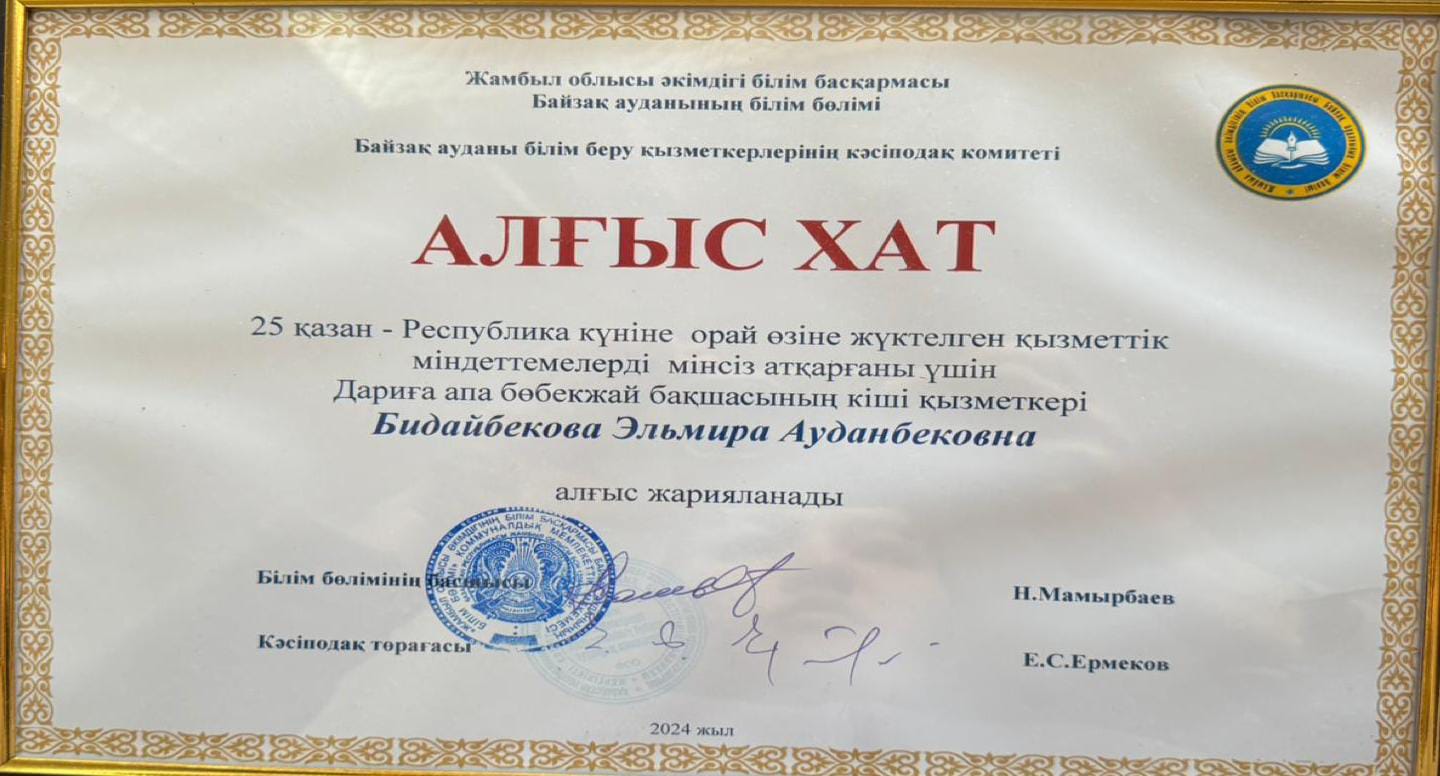 Жамбыл облысы әкімдігі білім басқармасы
Байзақ ауданының білім бөлімі
Байзақ ауданы білім беру қызметкерлерінің кәсіподақ комитеті
АЛҒЫС ХАТ
25 қазан - Республика күніне орай өзіне жүктелген қызметтік
міндеттемелерді мінсіз атқарғаны үшін
Дариға апа бөбекжай бақшасының кіші қызметкері
Бидайбекова Эльмира Ауданбековна
алғыс жарияланады
Білім бөлімінің басшысы
Н.Мамырбаев
Кәсіподақ төрағасы
Е.С.Ермеков
2024 жыл